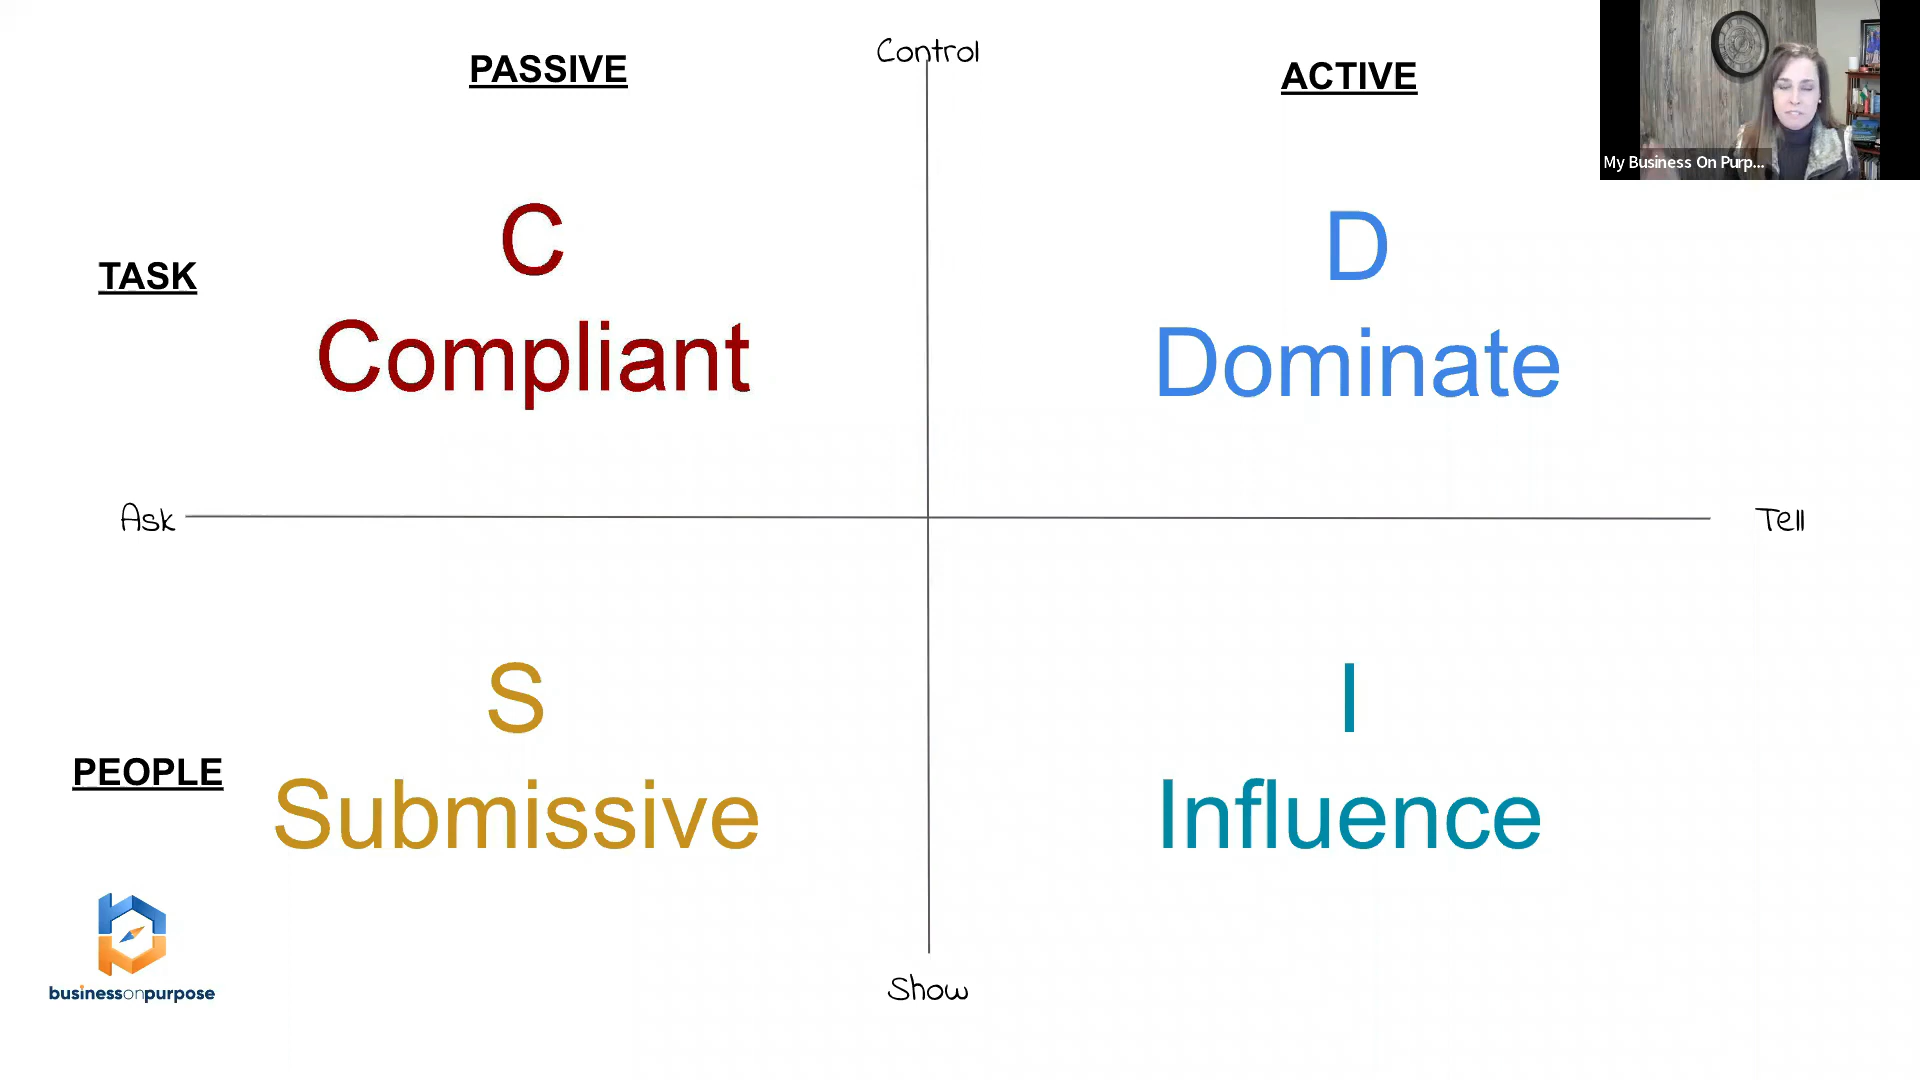 Control
PASSIVE
ACTIVE
My Business On Purp...
C
D
TASK
Compliant
Dominate
Ask
Tell
S
I
PEOPLE
Submissive
Influence
businessonpurpose
Show